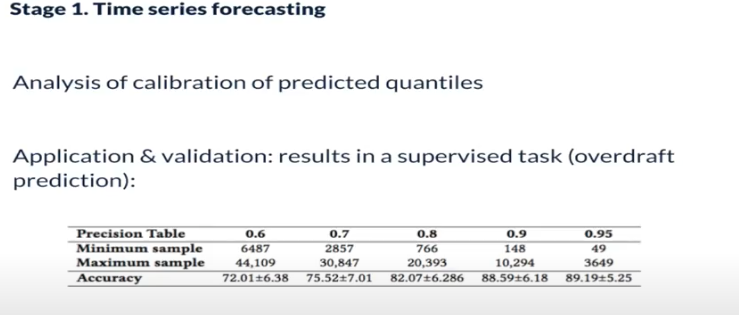 Stage 1. Time series forecasting
Analysis of calibration of predicted quantiles
Application & validation: results in a supervised task (overdraft
prediction):
Precision Table 0.6 0.7 0.8 0.9 0.95
Minimum sample 6487 2857 766 148 49
Maximum sample 44,109 30,847 20,393 10,294 3649
Accuracy 72.01±6.38 75.52±7.01 82.07±6.286 88.59±6.18 89.19±5.25